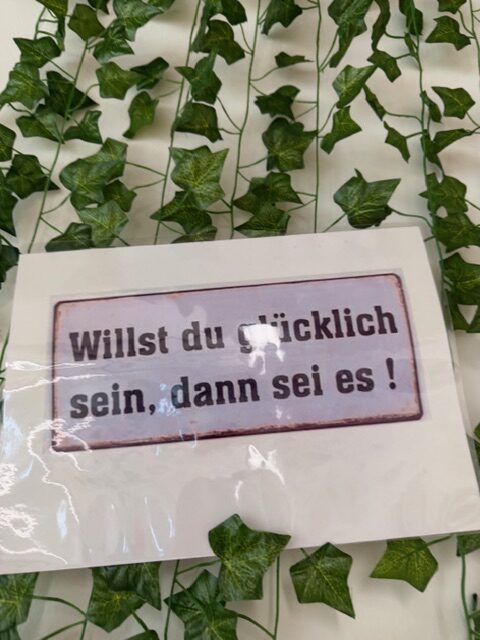 Willst du glücklich
sein, dann sei es !